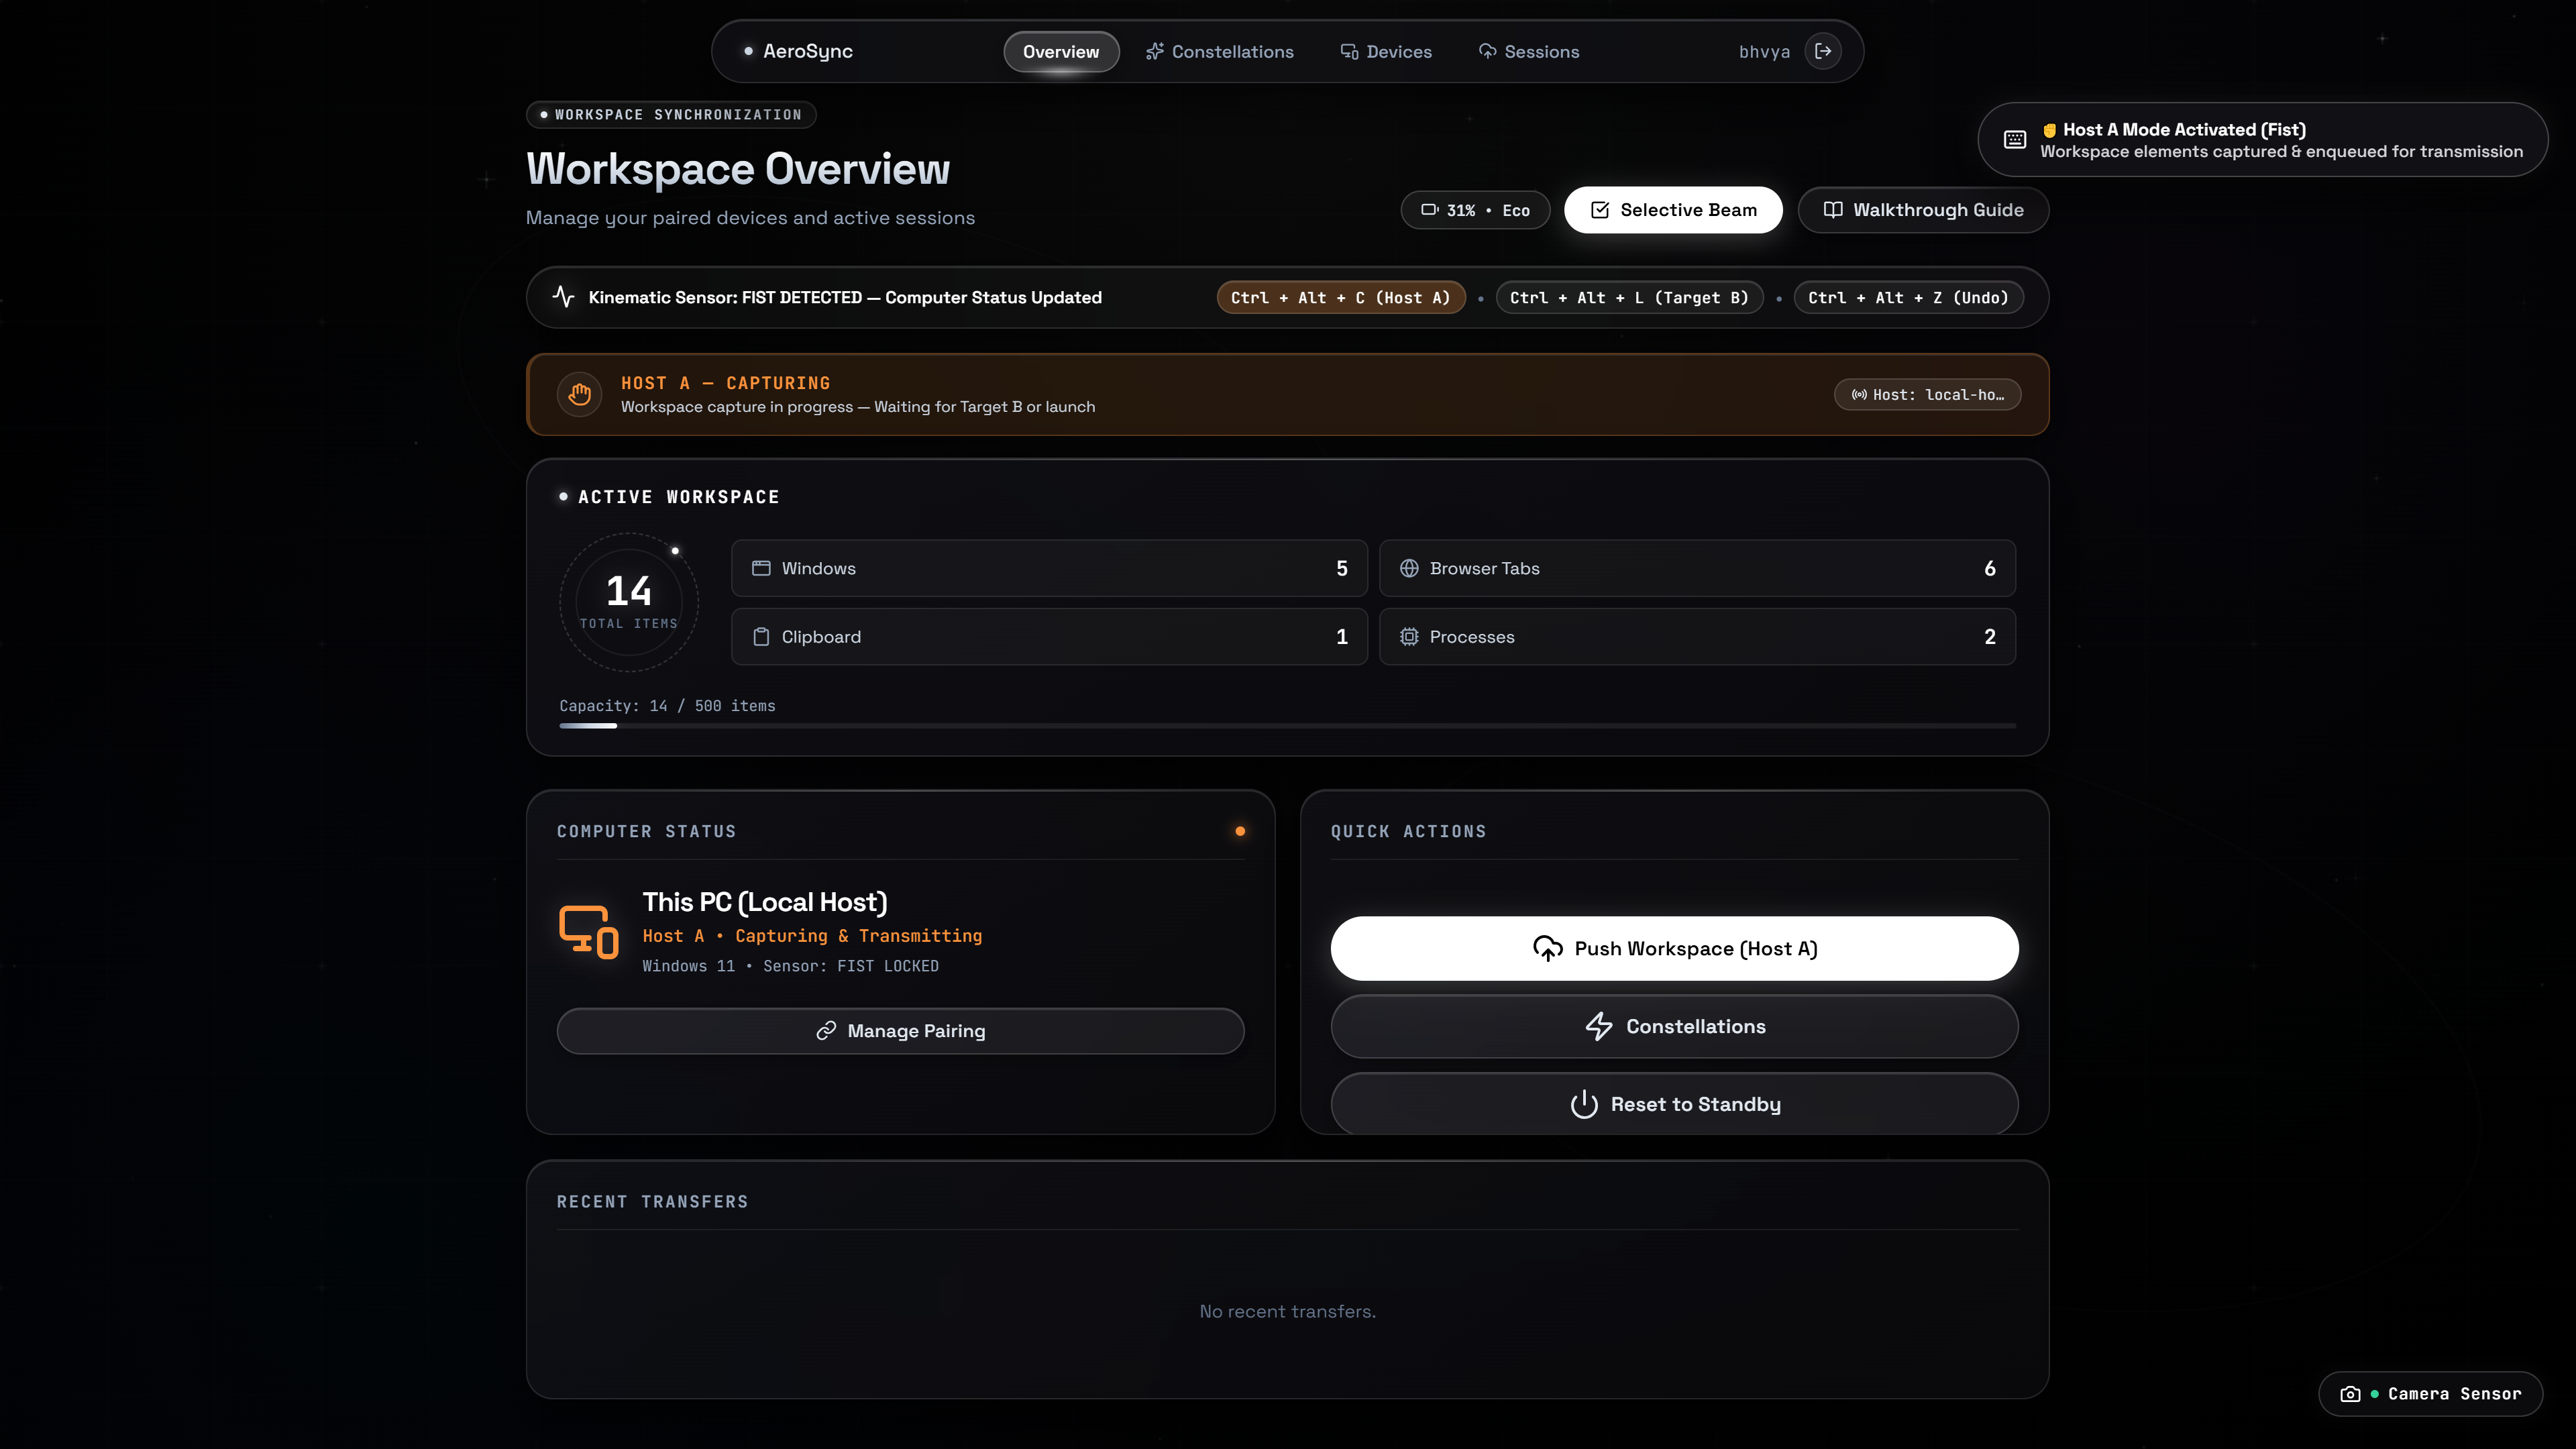 AeroSync
Overview
Constellations
Devices
Sessions
bhvya
WORKSPACE SYNCHRONIZATION
Workspace Overview
Manage your paired devices and active sessions
✊ Host A Mode Activated (Fist)
Workspace elements captured & enqueued for transmission
31% • Eco
Selective Beam
Walkthrough Guide
Kinematic Sensor: FIST DETECTED — Computer Status Updated
Ctrl + Alt + C (Host A) • Ctrl + Alt + L (Target B) • Ctrl + Alt + Z (Undo)
HOST A — CAPTURING
Workspace capture in progress — Waiting for Target B or launch
Host: local-ho…
ACTIVE WORKSPACE
14
TOTAL ITEMS
Windows 5
Browser Tabs 6
Clipboard 1
Processes 2
Capacity: 14 / 500 items
COMPUTER STATUS
This PC (Local Host)
Host A • Capturing & Transmitting
Windows 11 • Sensor: FIST LOCKED
Manage Pairing
QUICK ACTIONS
Push Workspace (Host A)
Constellations
Reset to Standby
RECENT TRANSFERS
No recent transfers.
Camera Sensor